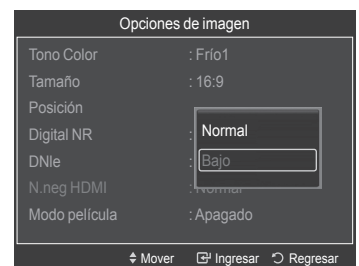 Opciones de imagen
Tono Color : Frío1
Tamaño : 16:9
Posición
Digital NR :
Normal
DNIe :
Bajo
N.neg HDMI : Normal
Modo película : Apagado
Mover Ingresar Regresar